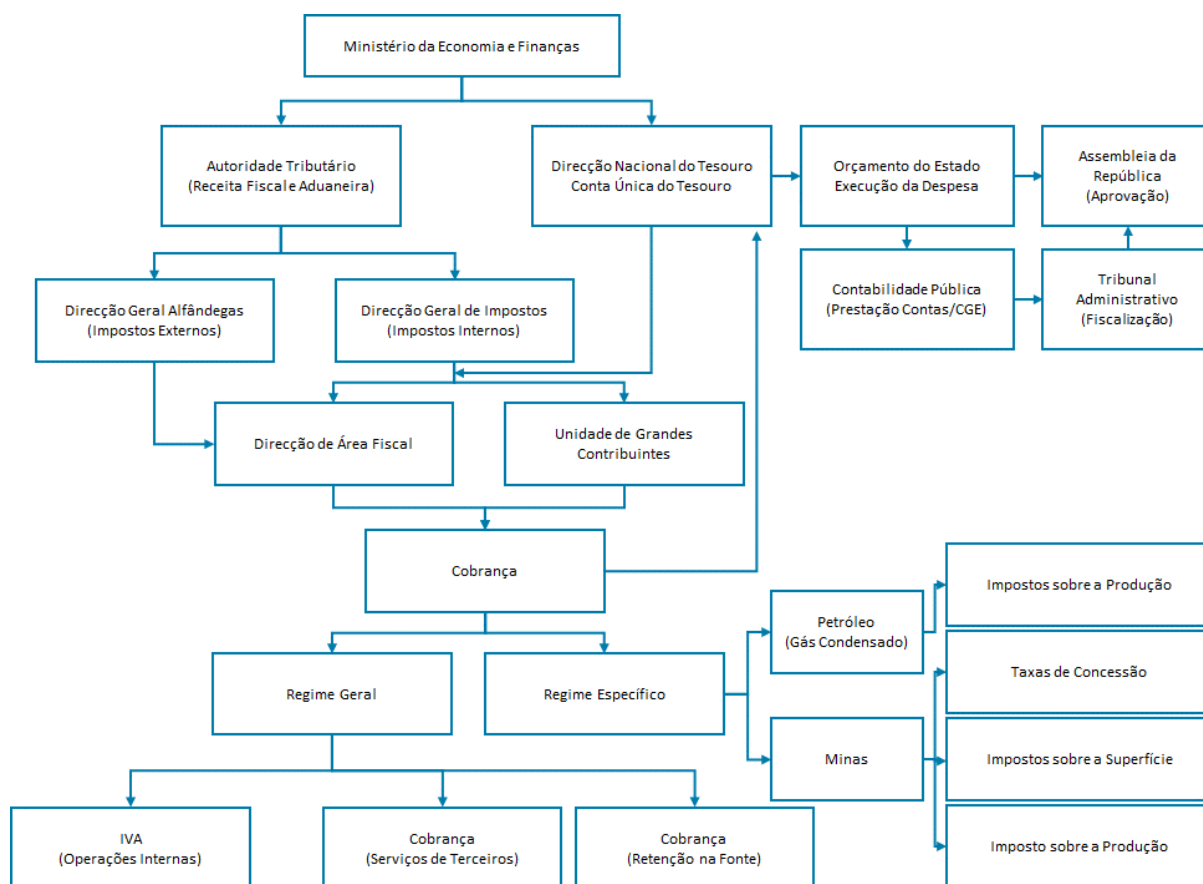 Ministério da Economia e Finanças
Autoridade Tributário
(Receita Fiscal e Aduaneira)
Direcção Nacional do Tesouro
Conta Única do Tesouro
Orçamento do Estado
Execução da Despesa
Assembleia da
República
(Aprovação)
Direcção Geral Alfândegas
(Impostos Externos)
Direcção Geral de Impostos
(Impostos Internos)
Contabilidade Pública
(Prestação Contas/CGE)
Tribunal
Administrativo
(Fiscalização)
Direcção de Área Fiscal
Unidade de Grandes
Contribuintes
Cobrança
Impostos sobre a Produção
Petróleo
(Gás Condensado)
Regime Geral
Regime Específico
Taxas de Concessão
Minas
Impostos sobre a Superfície
IVA
(Operações Internas)
Cobrança
(Serviços de Terceiros)
Cobrança
(Retenção na Fonte)
Imposto sobre a Produção